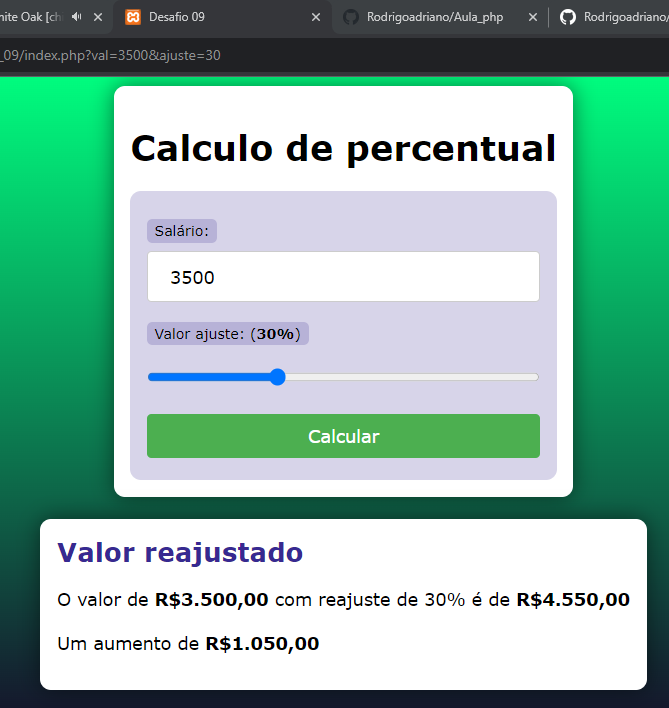 nite Oak [ch
Desafio 09
Rodrigoadriano/Aula_php
Rodrigoadriano/
_09/index.php?val=3500&ajuste=30
Calculo de percentual
Salário:
3500
Valor ajuste: (30%)
Calcular
Valor reajustado
O valor de R$3.500,00 com reajuste de 30% é de R$4.550,00
Um aumento de R$1.050,00